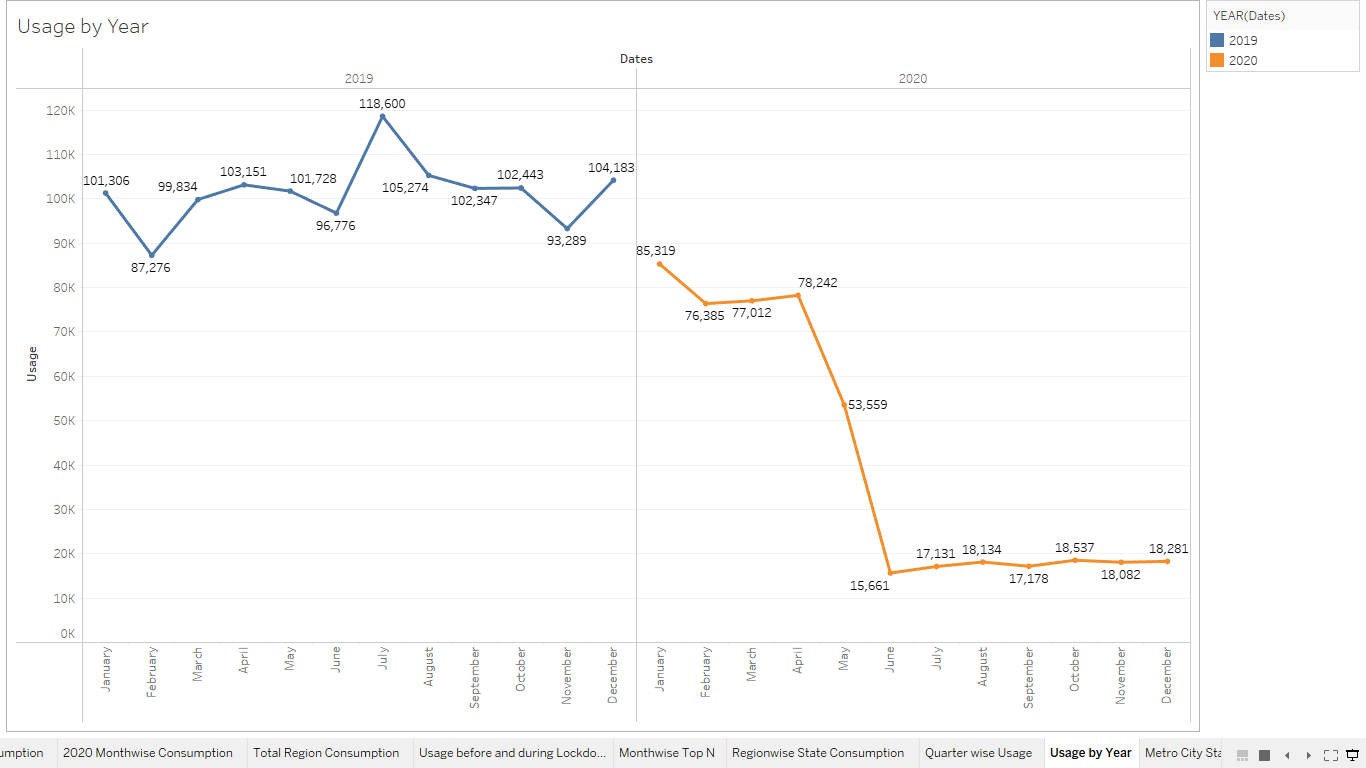 Usage by Year
YEAR(Dates)
2019
2020
Dates
2019
2020
Usage
120K
110K
100K
90K
80K
70K
60K
50K
40K
30K
20K
10K
0K
101,306
87,276
99,834
103,151
101,728
96,776
118,600
105,274
102,347
102,443
93,289
104,183
85,319
76,385
77,012
78,242
53,559
15,661
17,131
18,134
17,178
18,537
18,082
18,281
January
February
March
April
May
June
July
August
September
October
November
December
January
February
March
April
May
June
July
August
September
October
November
December
umption 2020 Monthwise Consumption Total Region Consumption Usage before and during Lockdo... Monthwise Top N Regionwise State Consumption Quarter wise Usage Usage by Year Metro City Sta